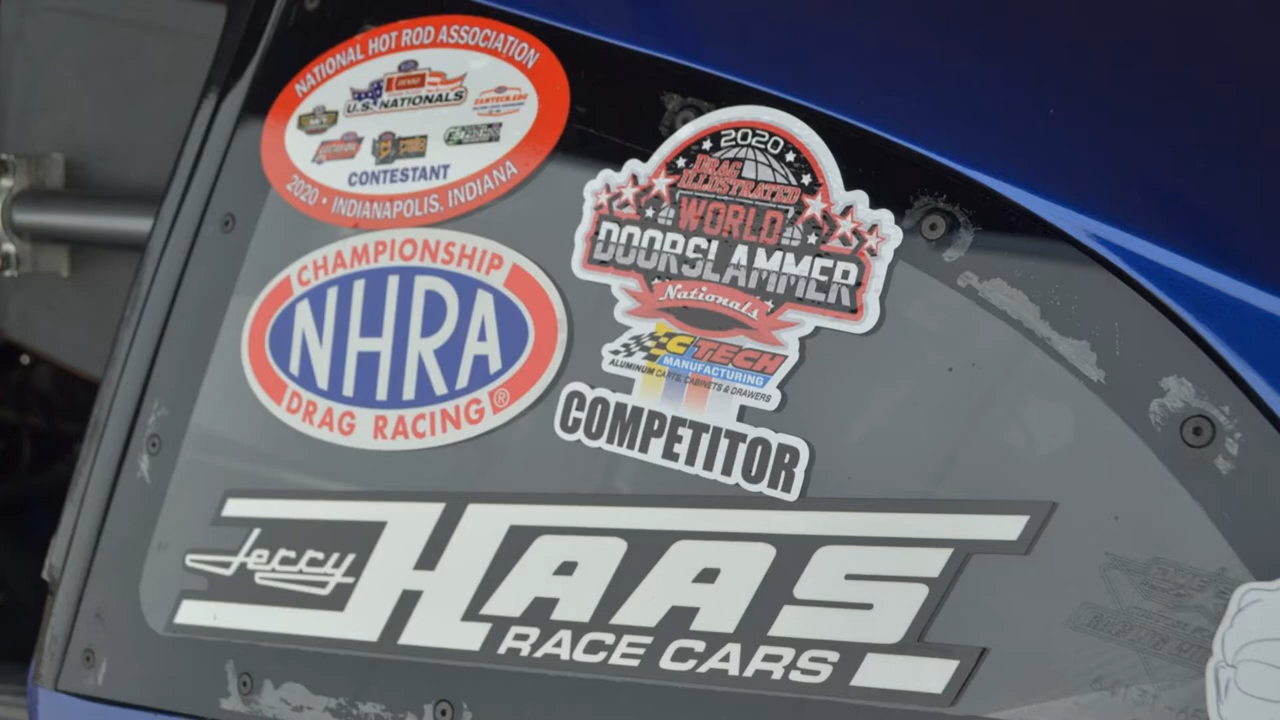 NATIONAL HOT ROD ASSOCIATION
U.S. NATIONALS
CONTESTANT
2020 • INDIANAPOLIS, INDIANA
CHAMPIONSHIP
NHRA
DRAG RACING®
2020
DRAG
ILLUSTRATED
WORLD
DOORSLAMMER
Nationals
CTECH
MANUFACTURING
ALUMINUM CARTS, CABINETS & DRAWERS
COMPETITOR
Jerry
HAAS
RACE CARS